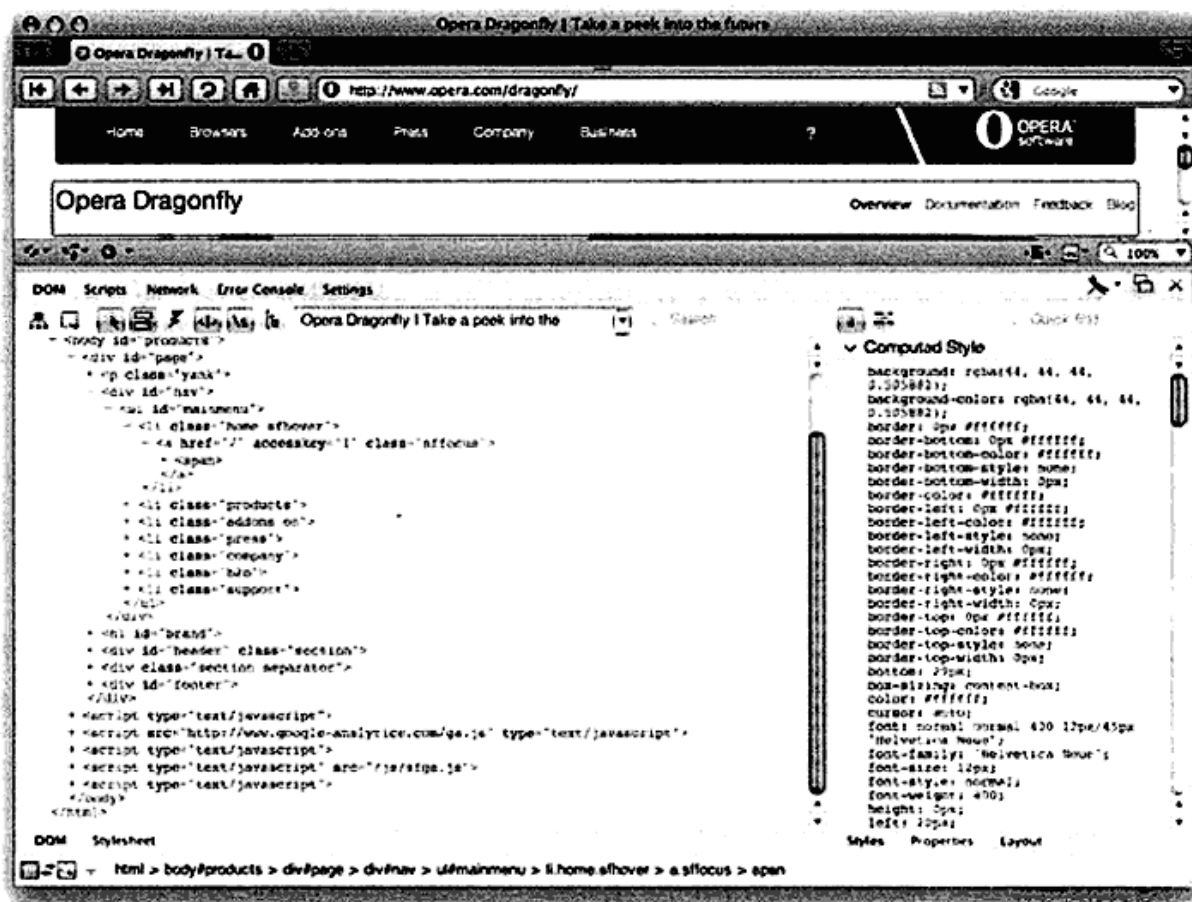 Opera Dragonfly | Take a peek into the future
Opera Dragonfly | Ta...
http://www.opera.com/dragonfly/
Google
Home Browsers Add-ons Press Company Business ?
OPERA
software
Opera Dragonfly
Overview Documentation Feedback Blog
100%
DOM Scripts Network Error Console Settings
Opera Dragonfly | Take a peek into the
Search
Quick find
- <body id="products">
- <div id="page">
+ <p class="yank">
- <div id="nav">
- <ul id="mainmenu">
- <li class="home sfhover">
- <a href="/" accesskey="1" class="sffocus">
+ <span>
</a>
</li>
+ <li class="products">
+ <li class="addons on">
+ <li class="press">
+ <li class="company">
+ <li class="b2b">
+ <li class="support">
</ul>
</div>
+ <h1 id="brand">
+ <div id="header" class="section">
+ <div class="section separator">
+ <div id="footer">
</div>
+ <script type="text/javascript">
+ <script src="http://www.google-analytics.com/ga.js" type="text/javascript">
+ <script type="text/javascript">
+ <script type="text/javascript" src="/js/sfga.js">
+ <script type="text/javascript">
</body>
</html>
Computed Style
background: rgba(44, 44, 44,
0.505882);
background-color: rgba(44, 44, 44,
0.505882);
border: 0px #ffffff;
border-bottom: 0px #ffffff;
border-bottom-color: #ffffff;
border-bottom-style: none;
border-bottom-width: 0px;
border-color: #ffffff;
border-left: 0px #ffffff;
border-left-color: #ffffff;
border-left-style: none;
border-left-width: 0px;
border-right: 0px #ffffff;
border-right-color: #ffffff;
border-right-style: none;
border-right-width: 0px;
border-top: 0px #ffffff;
border-top-color: #ffffff;
border-top-style: none;
border-top-width: 0px;
bottom: 29px;
box-sizing: content-box;
color: #ffffff;
cursor: auto;
font: normal normal 400 12px/45px
"Helvetica Neue";
font-family: "Helvetica Neue";
font-size: 12px;
font-style: normal;
font-weight: 400;
height: 0px;
left: 20px;
DOM Stylesheet
Styles Properties Layout
html > body#products > div#page > div#nav > ul#mainmenu > li.home.sfhover > a.sffocus > span